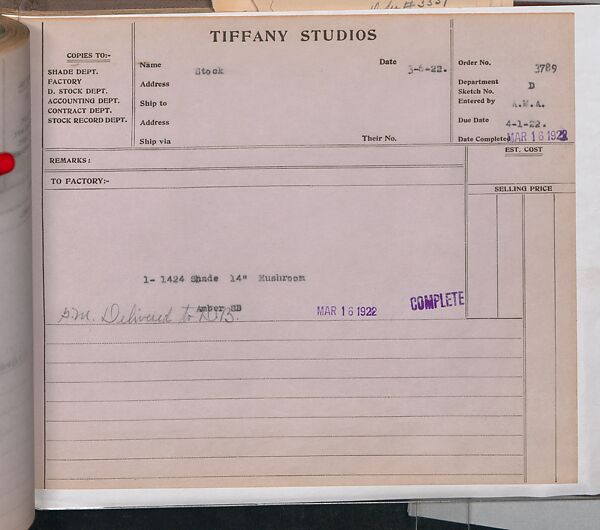 TIFFANY STUDIOS
COPIES TO:-
SHADE DEPT.
FACTORY
D. STOCK DEPT.
ACCOUNTING DEPT.
CONTRACT DEPT.
STOCK RECORD DEPT.
Name Stock Date 3-6-22.
Address
Ship to
Address
Ship via Their No.
Order No. 3789
Department D
Sketch No.
Entered by A.M.A.
Due Date 4-1-22.
Date Completed MAR 16 1922
REMARKS:
EST. COST
TO FACTORY:-
SELLING PRICE
1- 1424 Shade 14" Mushroom
Amber SB
Delivered to MAR 16 1922 COMPLETE